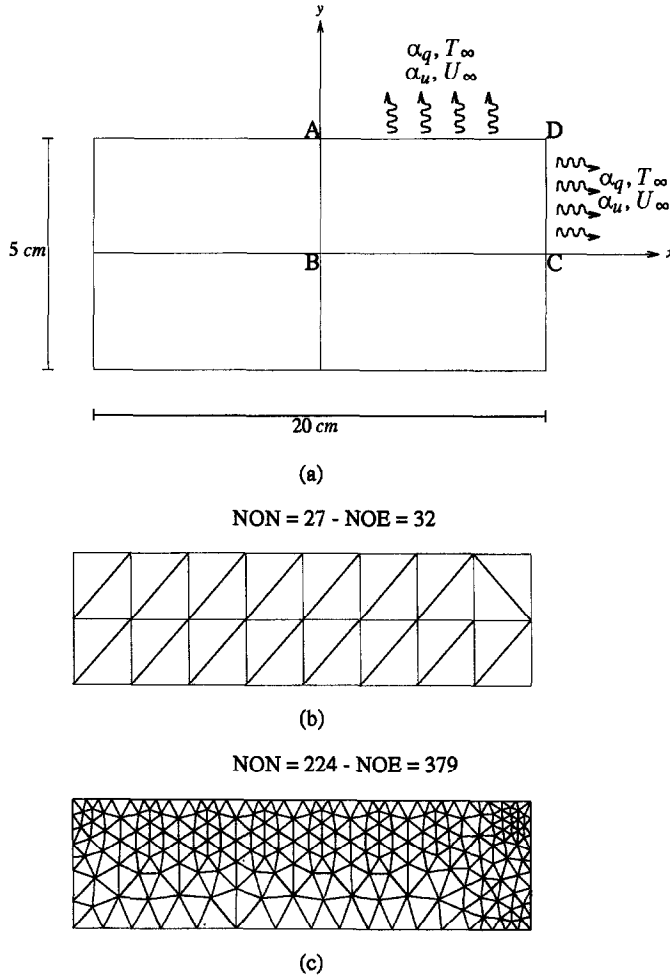 y
α_q, T_∞
α_u, U_∞
A
D
α_q, T_∞
α_u, U_∞
5 cm
B
C
x
20 cm
(a)
NON = 27 - NOE = 32
(b)
NON = 224 - NOE = 379
(c)